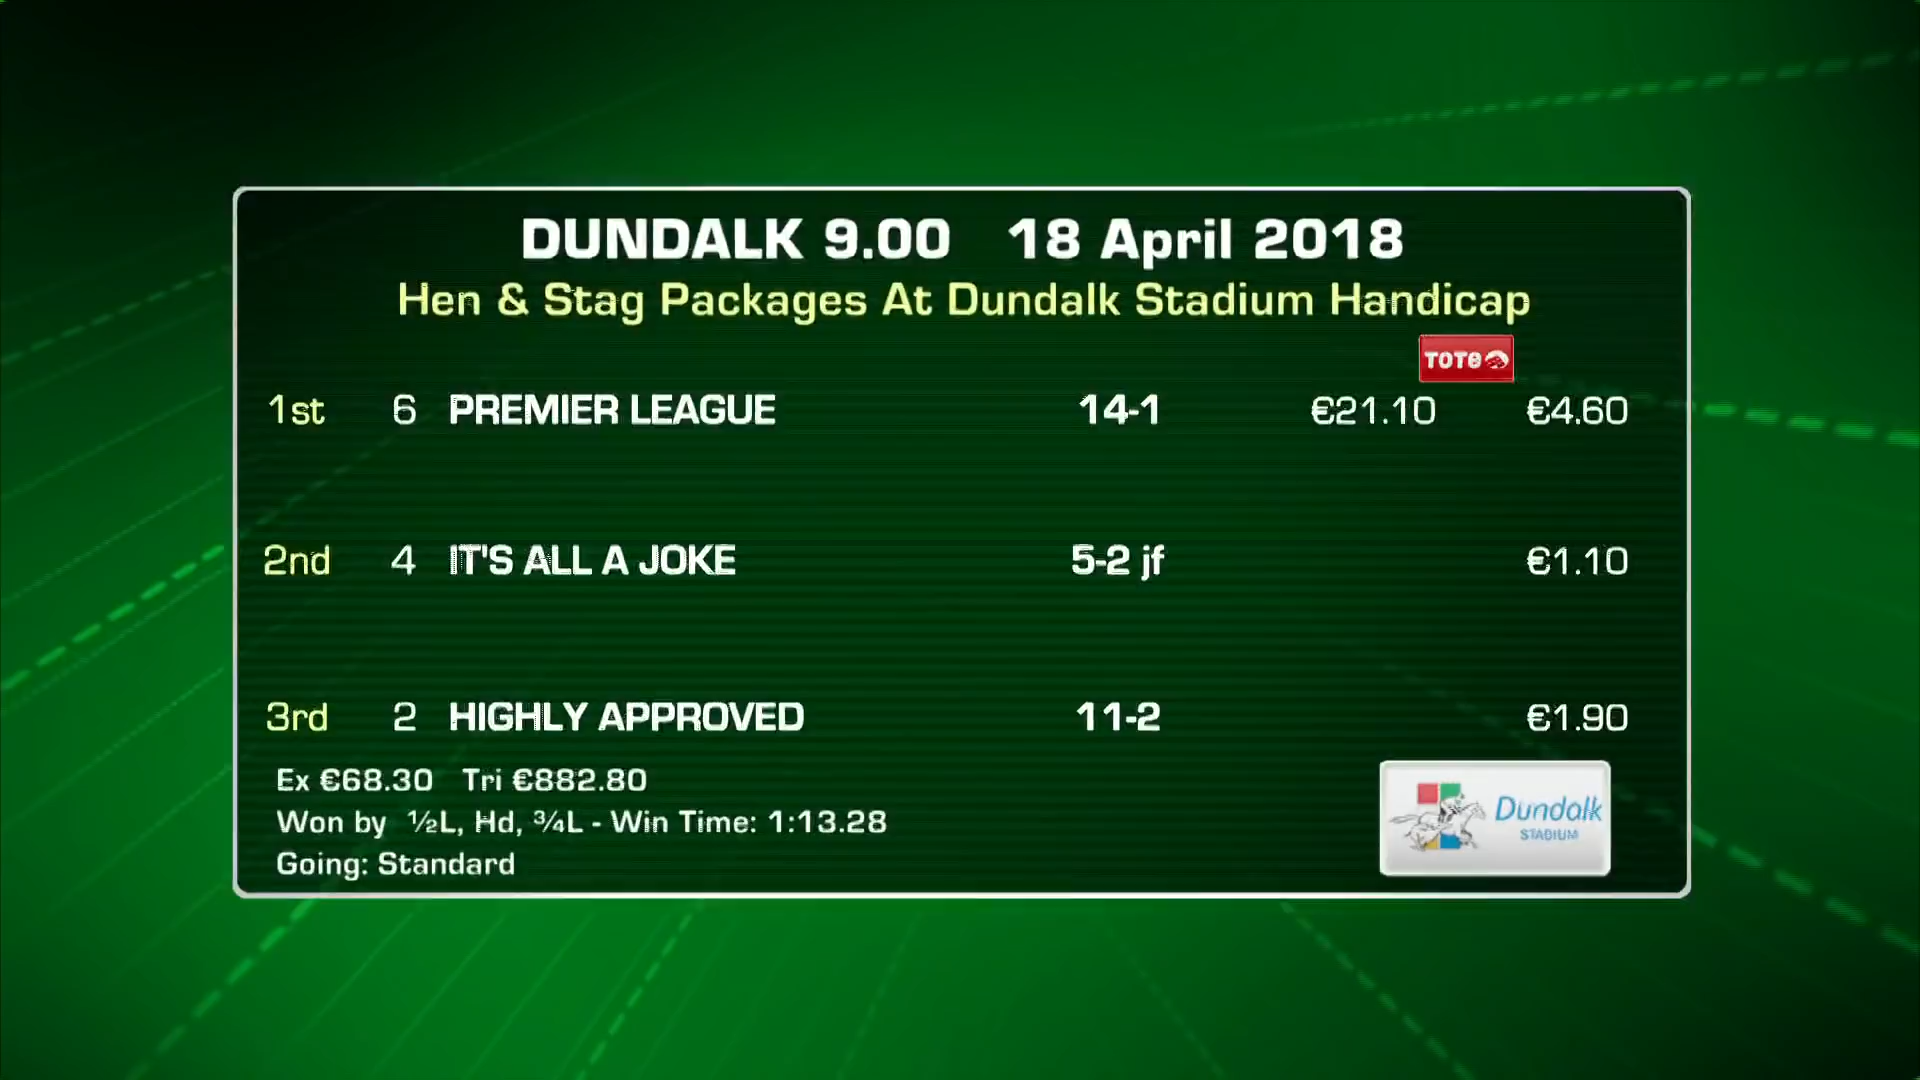 DUNDALK 9.00 18 April 2018
Hen & Stag Packages At Dundalk Stadium Handicap
TOTE
1st 6 PREMIER LEAGUE 14-1 €21.10 €4.60
2nd 4 IT'S ALL A JOKE 5-2 jf €1.10
3rd 2 HIGHLY APPROVED 11-2 €1.90
Ex €68.30 Tri €882.80
Won by ½L, Hd, ¾L - Win Time: 1:13.28
Going: Standard
Dundalk
STADIUM